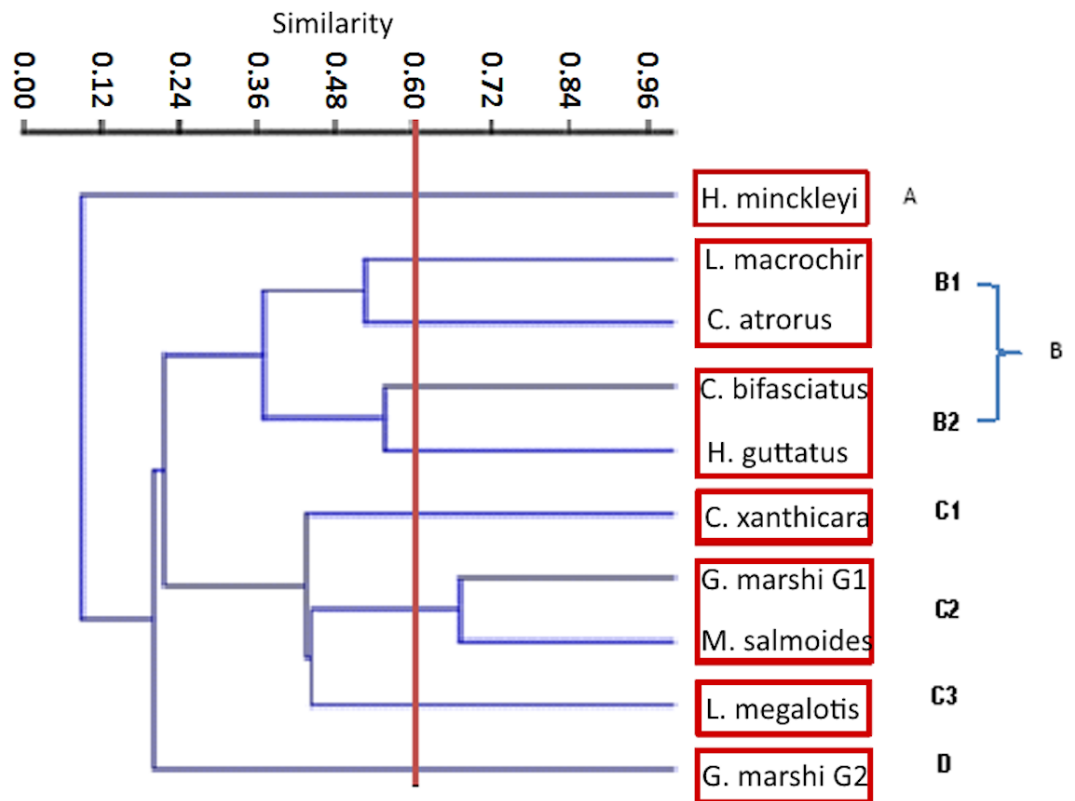 Similarity
0.00 0.12 0.24 0.36 0.48 0.60 0.72 0.84 0.96
H. minckleyi A
L. macrochir B1
C. atrorus
B
C. bifasciatus
B2
H. guttatus
C. xanthicara C1
G. marshi G1
C2
M. salmoides
L. megalotis C3
G. marshi G2 D